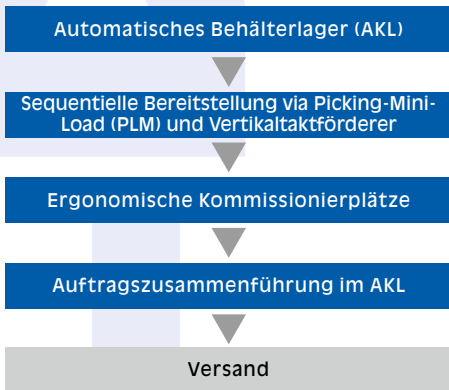 Automatisches Behälterlager (AKL)
Sequentielle Bereitstellung via Picking-Mini-
Load (PLM) und Vertikaltaktförderer
Ergonomische Kommissionierplätze
Auftragszusammenführung im AKL
Versand